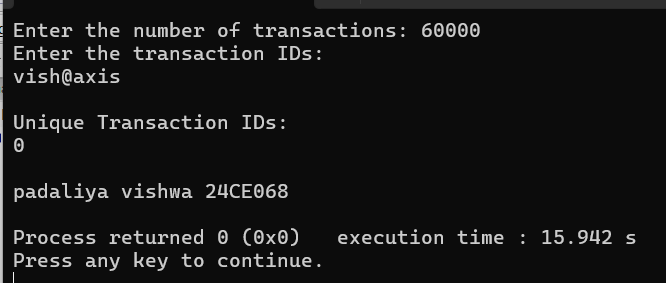 Enter the number of transactions: 60000
Enter the transaction IDs:
vish@axis
Unique Transaction IDs:
0
padaliya vishwa 24CE068
Process returned 0 (0x0)   execution time : 15.942 s
Press any key to continue.